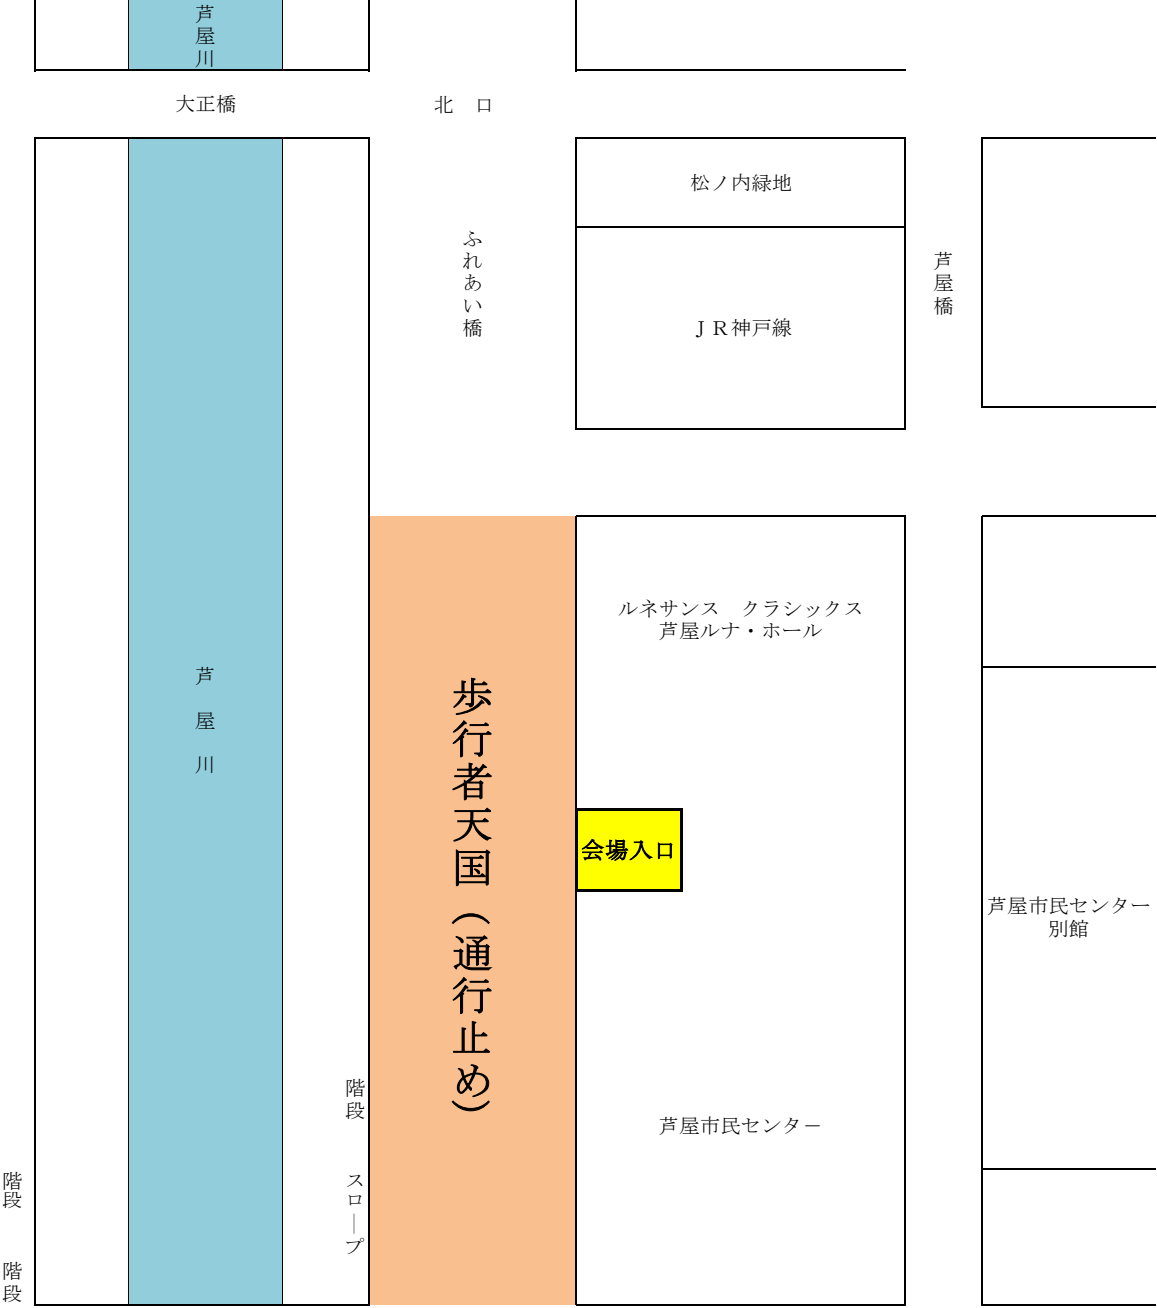 芦屋川
大正橋
北　口
松ノ内緑地
ふれあい橋
芦屋橋
ＪＲ神戸線
ルネサンス　クラシックス
芦屋ルナ・ホール
芦屋川
歩行者天国（通行止め）
会場入口
芦屋市民センター
別館
階段
芦屋市民センター
スロープ
階段
階段